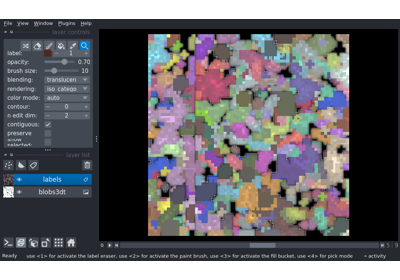 File View Window Plugins Help
layer controls
label: 1
opacity: 0.70
brush size: 10
blending: translucen
rendering: iso_catego
color mode: auto
contour: 0
n edit dim: 2
contiguous:
preserve
show
selected:
layer list
labels
blobs3dt
Ready use <1> for activate the label eraser, use <2> for activate the paint brush, use <3> for activate the fill bucket, use <4> for pick mode activity